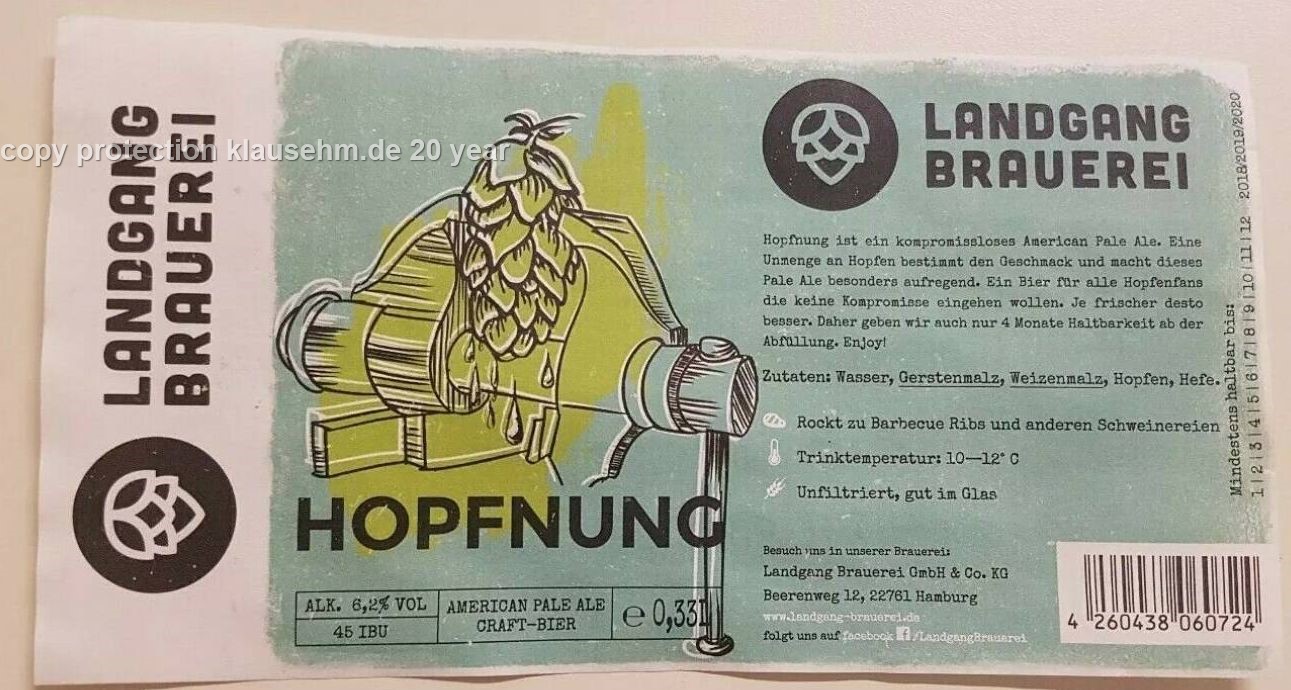 copy protection klausehm.de 20 year
LANDGANG
BRAUEREI
HOPFNUNG
ALK. 6,2% VOL
45 IBU
AMERICAN PALE ALE
CRAFT-BIER
℮ 0,33L
LANDGANG
BRAUEREI
Hopfnung ist ein kompromissloses American Pale Ale. Eine
Unmenge an Hopfen bestimmt den Geschmack und macht dieses
Pale Ale besonders aufregend. Ein Bier für alle Hopfenfans
die keine Kompromisse eingehen wollen. Je frischer desto
besser. Daher geben wir auch nur 4 Monate Haltbarkeit ab der
Abfüllung. Enjoy!
Zutaten: Wasser, Gerstenmalz, Weizenmalz, Hopfen, Hefe.
Rockt zu Barbecue Ribs und anderen Schweinereien
Trinktemperatur: 10—12° C
Unfiltriert, gut im Glas
Besuch uns in unserer Brauerei:
Landgang Brauerei GmbH & Co. KG
Beerenweg 12, 22761 Hamburg
www.landgang-brauerei.de
folgt uns auf facebook f/LandgangBrauerei
Mindestens haltbar bis:
1|2|3|4|5|6|7|8|9|10|11|12 2018/2019/2020
4 260438 060724